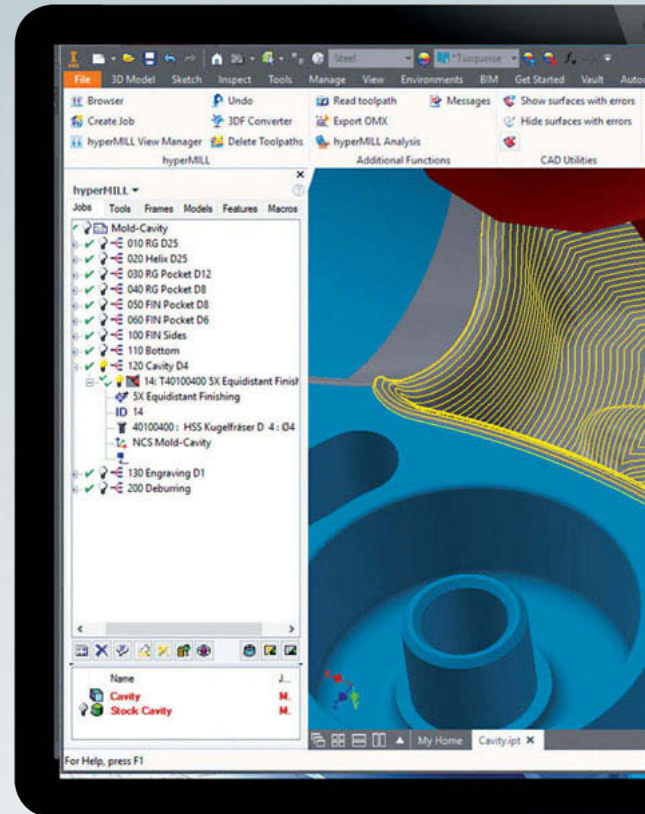 Steel
*Turquoise
File 3D Model Sketch Inspect Tools Manage View Environments BIM Get Started Vault
Browser Undo Read toolpath Messages Show surfaces with errors
Create Job 3DF Converter Export OMX Hide surfaces with errors
hyperMILL View Manager Delete Toolpaths hyperMILL Analysis
hyperMILL Additional Functions CAD Utilities
hyperMILL
Jobs Tools Frames Models Features Macros
Mold-Cavity
010 RG D25
020 Helix D25
030 RG Pocket D12
040 RG Pocket D8
050 FIN Pocket D8
060 FIN Pocket D6
100 FIN Sides
110 Bottom
120 Cavity D4
14: T40100400 5X Equidistant Finish
5X Equidistant Finishing
ID 14
40100400: HSS Kugelfräser D 4: Ø4
NCS Mold-Cavity
130 Engraving D1
200 Deburring
Name J...
Cavity M.
Stock Cavity M.
My Home Cavity.ipt
For Help, press F1